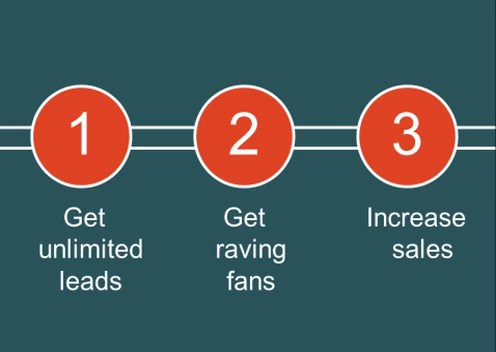 1
Get
unlimited
leads
2
Get
raving
fans
3
Increase
sales